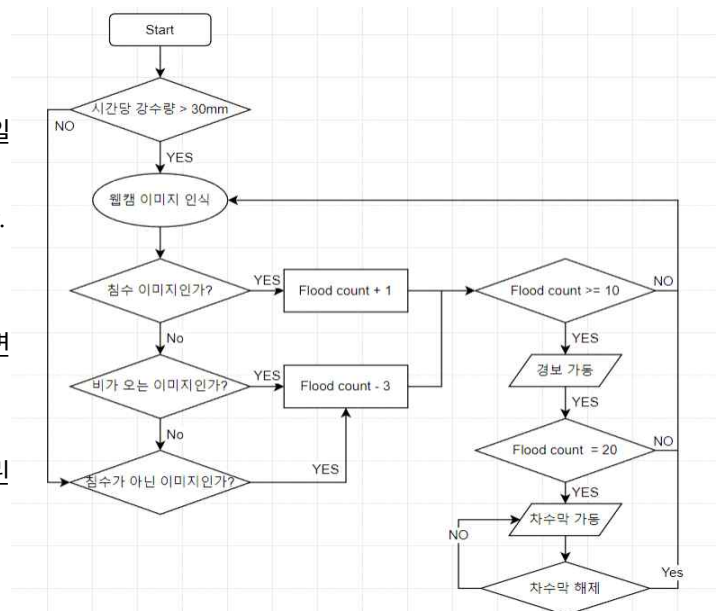 Start
일
시간당 강수량 > 30mm
NO
YES
웹캠 이미지 인식
.
침수 이미지인가?
YES
Flood count + 1
Flood count >= 10
NO
No
YES
면
비가 오는 이미지인가?
YES
Flood count - 3
경보 가동
YES
No
Flood count = 20
NO
침수가 아닌 이미지인가?
YES
YES
차수막 가동
NO
Yes
차수막 해제